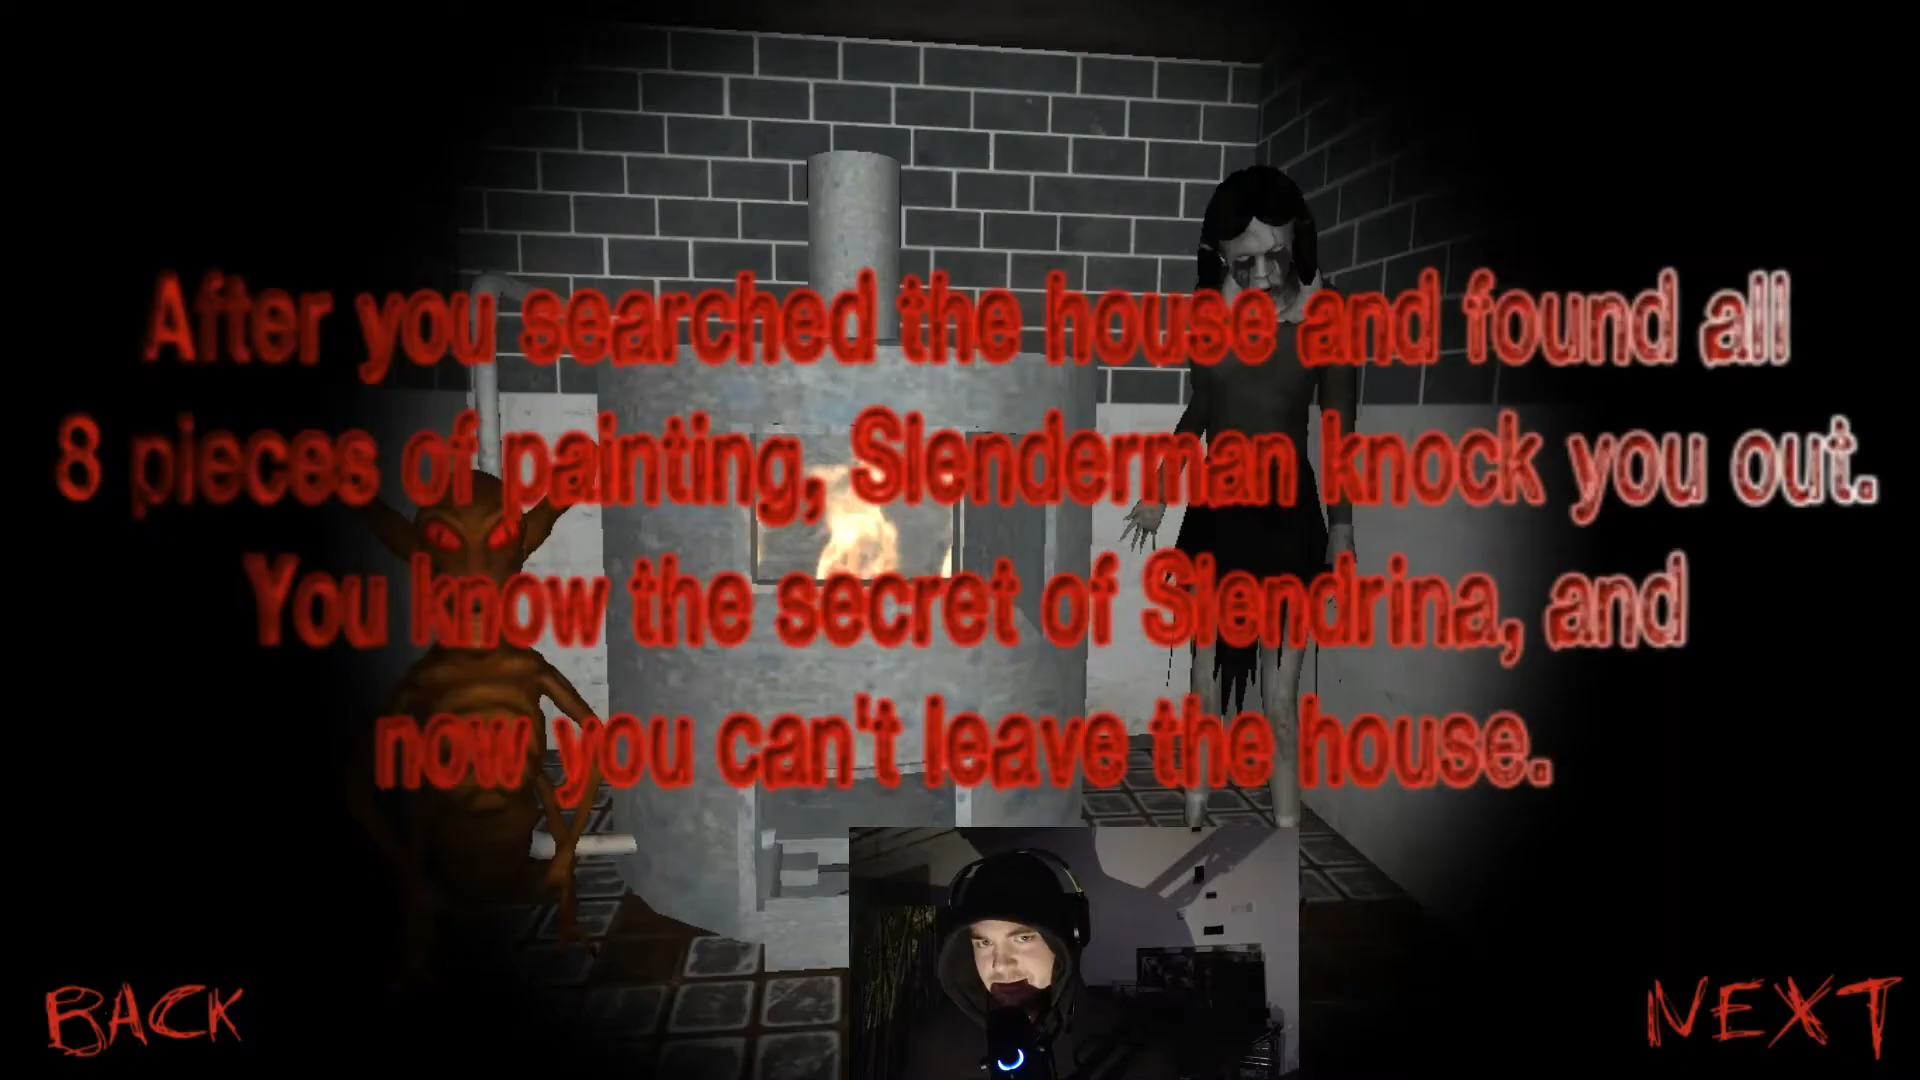 After you searched the house and found all
8 pieces of painting, Slenderman knock you out.
You know the secret of Slendrina, and
now you can't leave the house.
BACK
NEXT